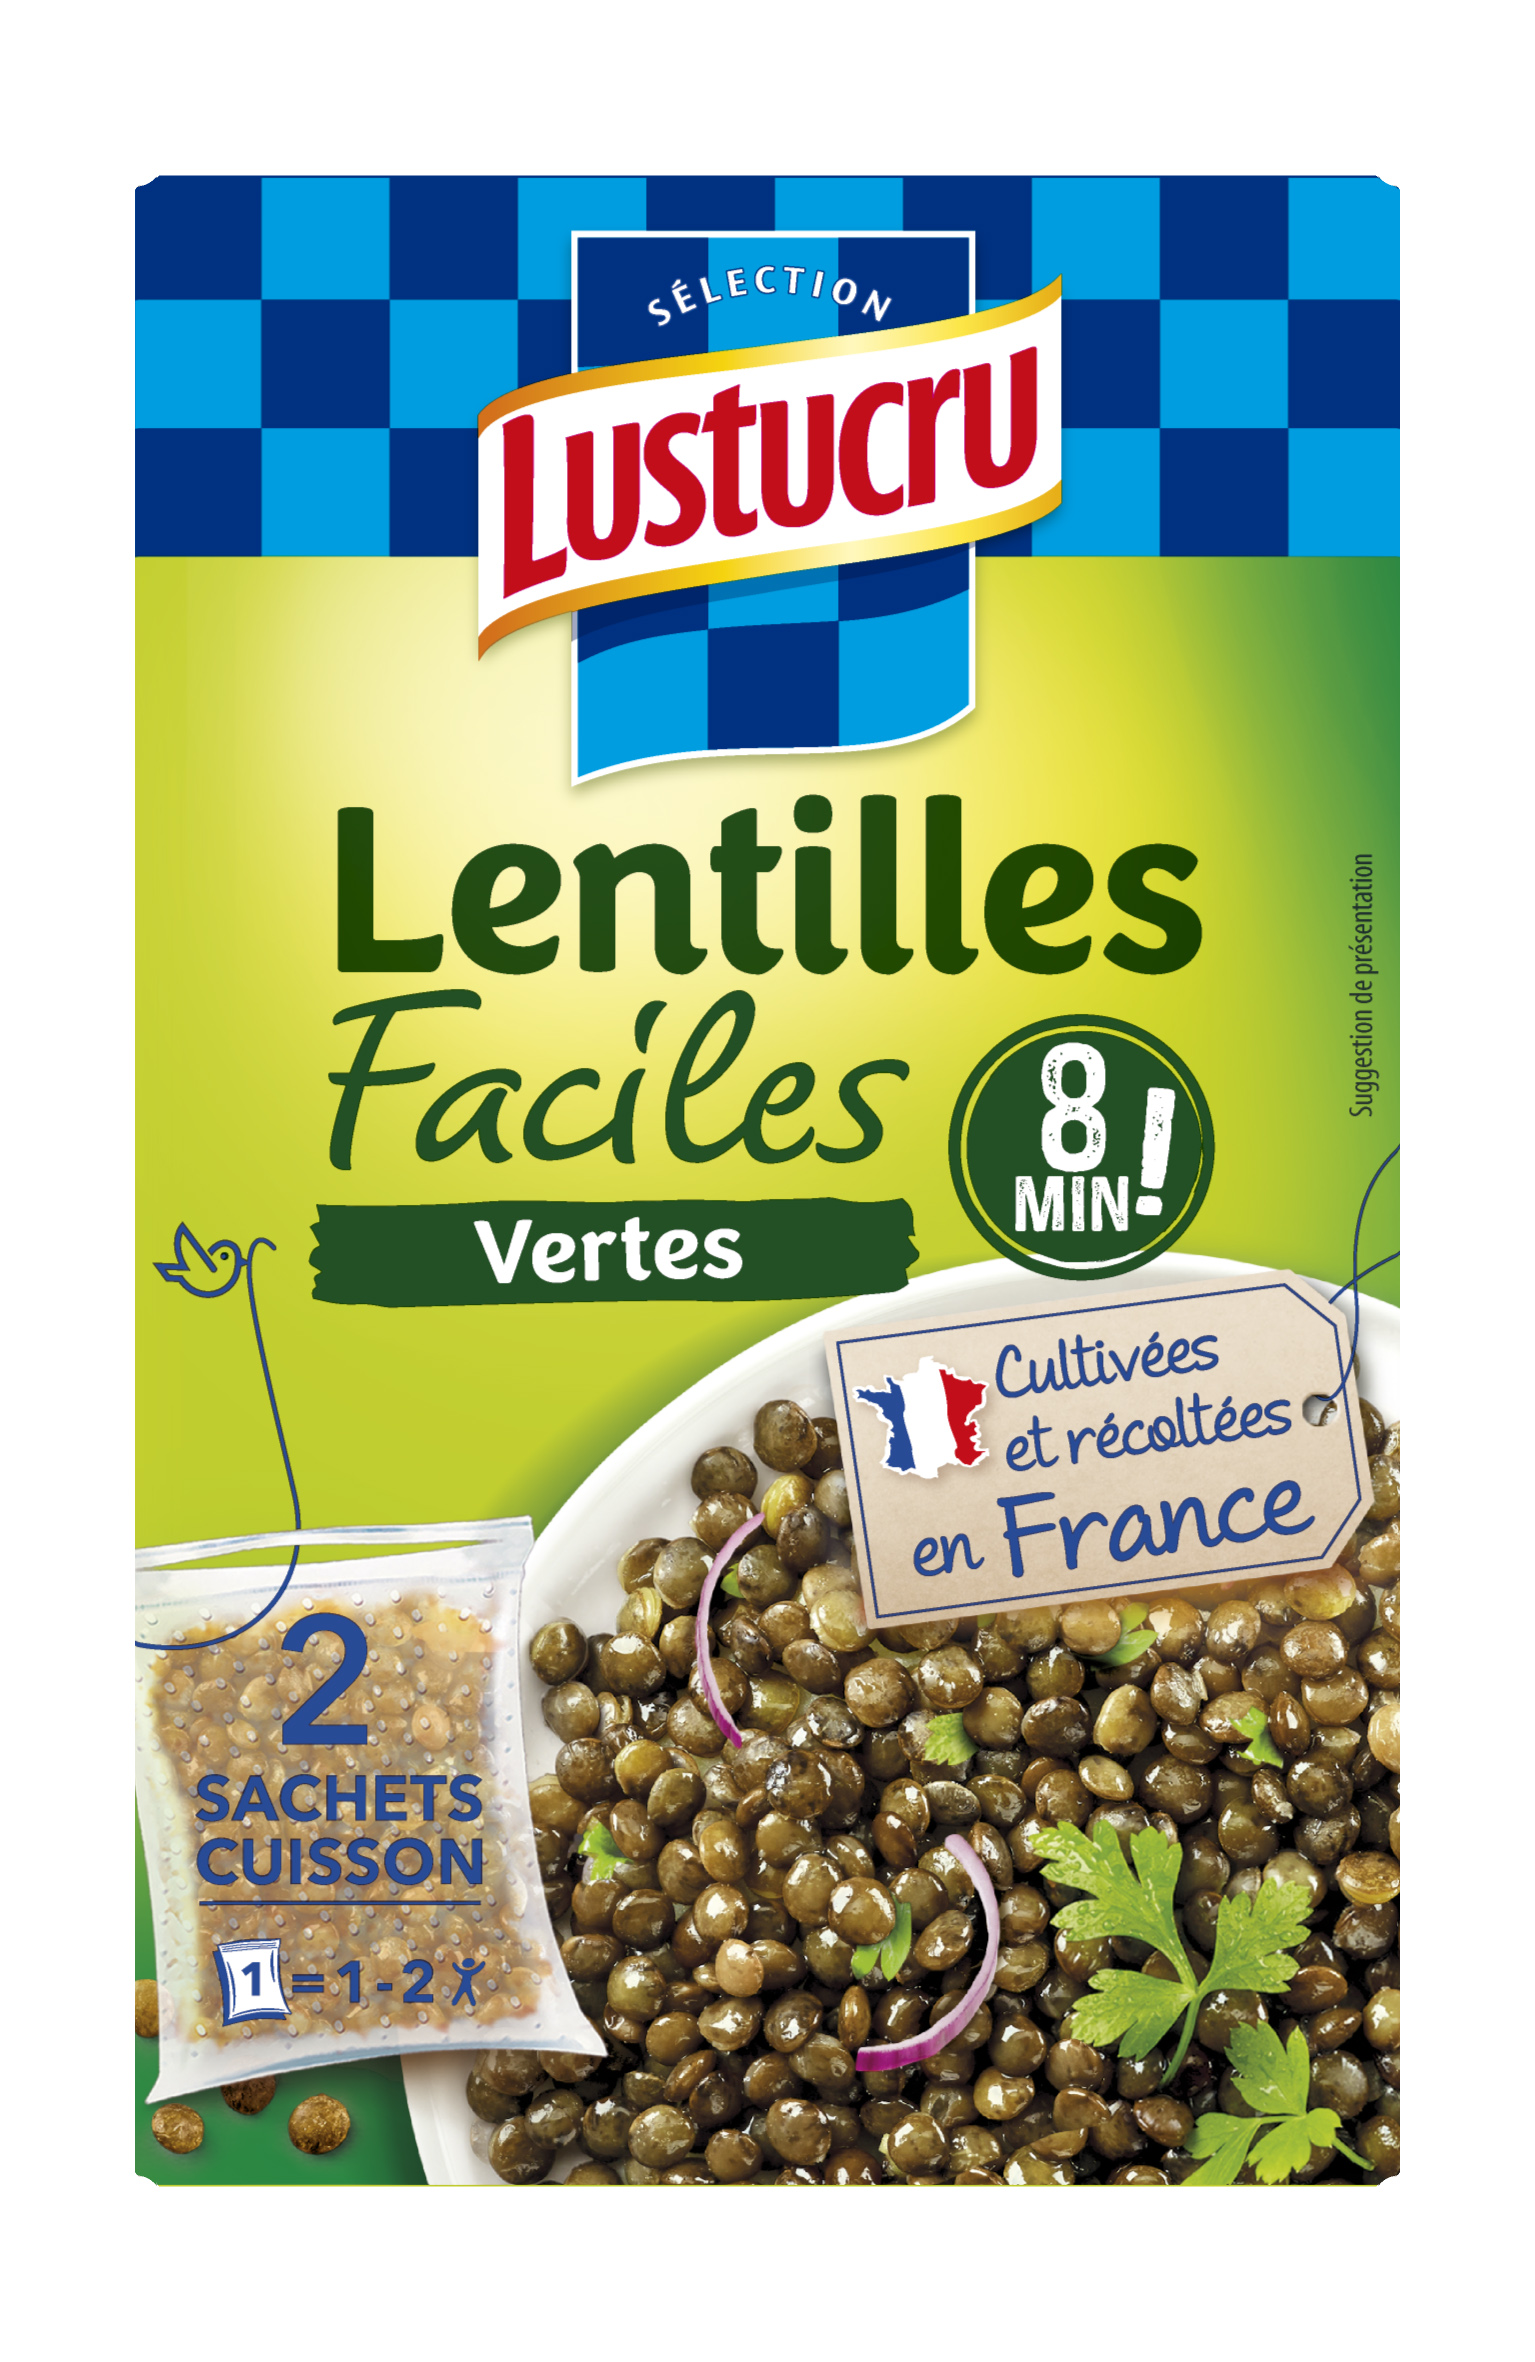 SÉLECTION
Lustucru
Lentilles
Faciles
8
MIN!
Vertes
Suggestion de présentation
Cultivées
et récoltées
en France
2
SACHETS
CUISSON
1 = 1-2